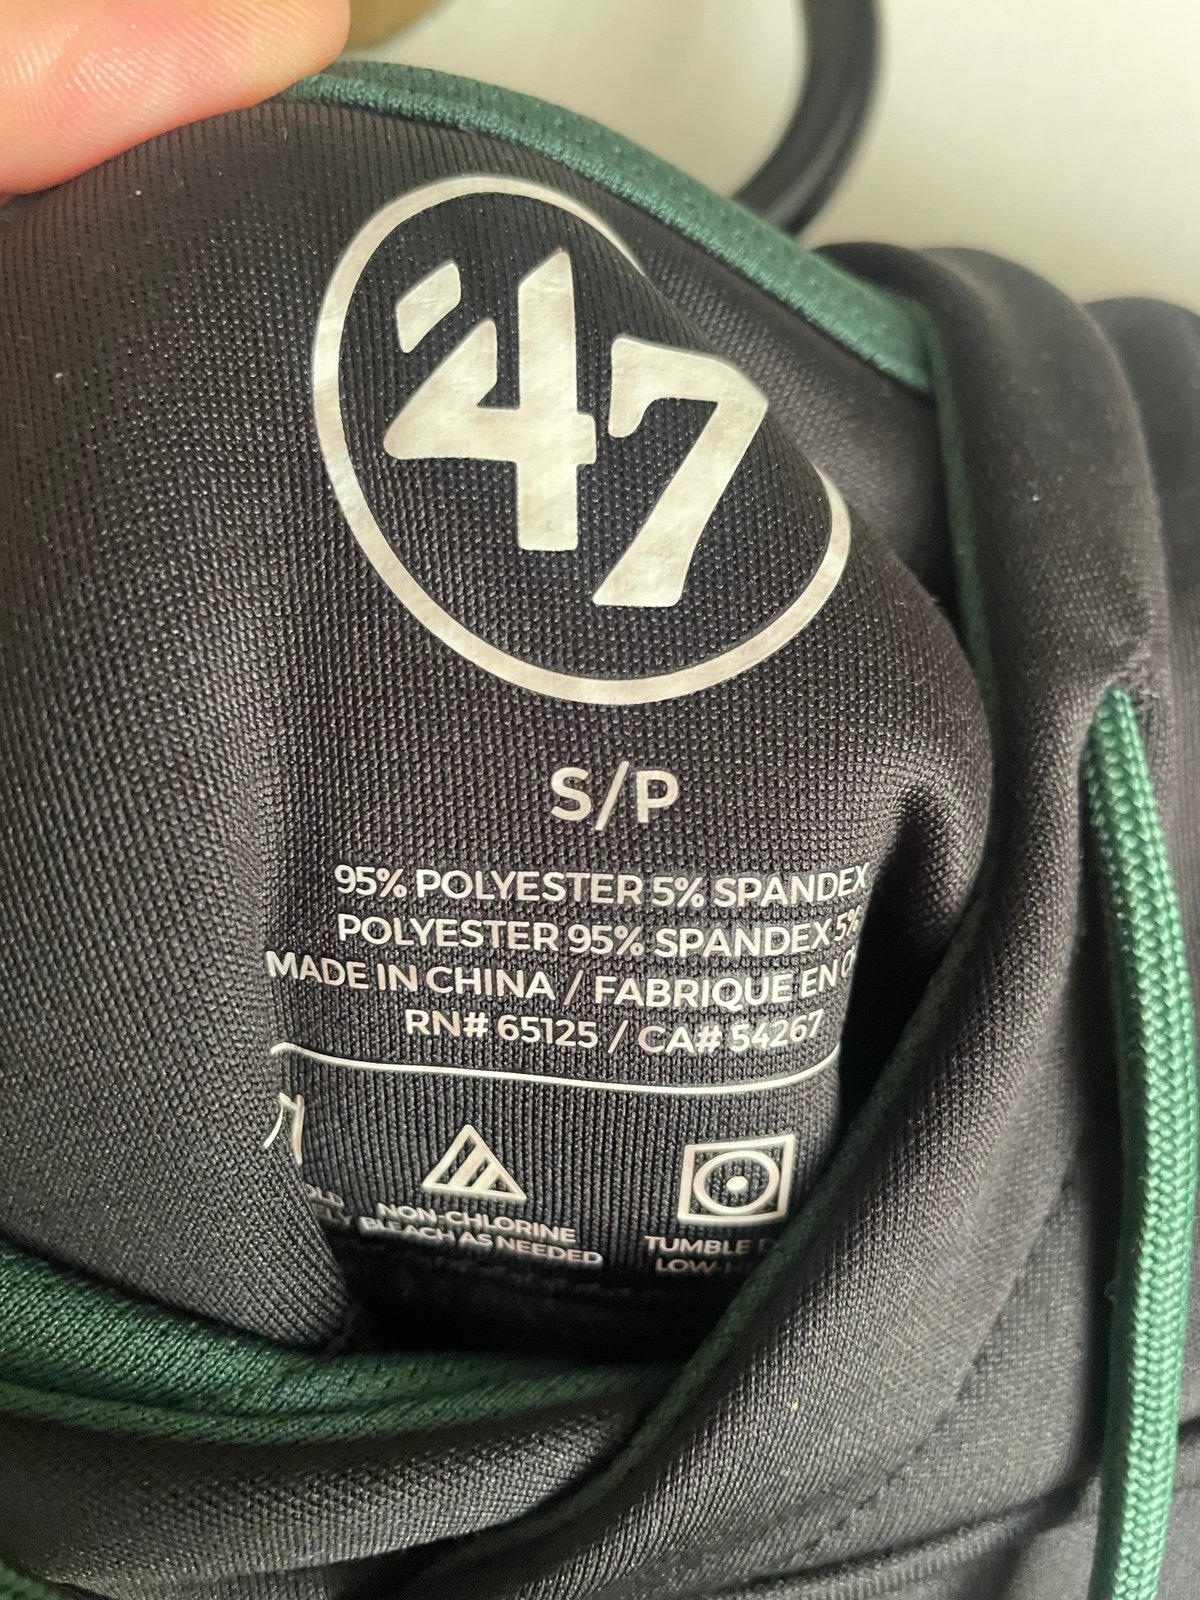 '47
S/P
95% POLYESTER 5% SPANDEX
POLYESTER 95% SPANDEX 5%
MADE IN CHINA / FABRIQUE EN
RN# 65125 / CA# 54267
NON-CHLORINE
BLEACH AS NEEDED
TUMBLE